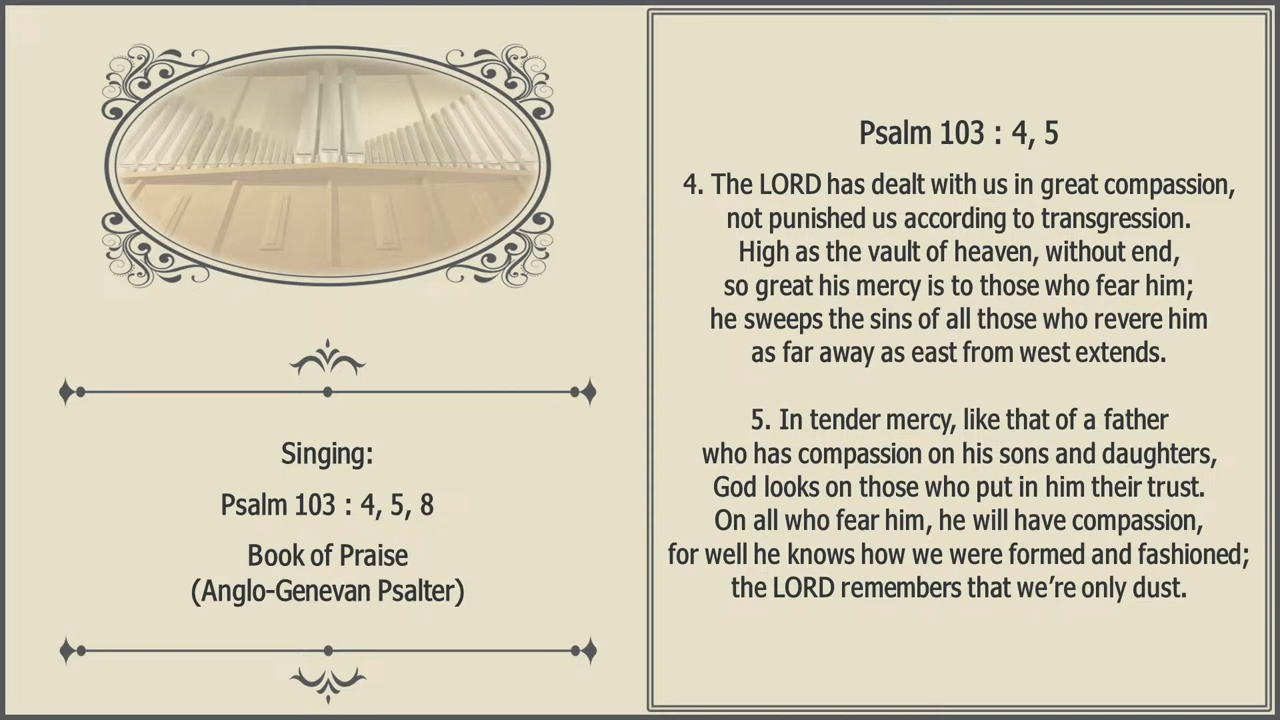 Singing:
Psalm 103 : 4, 5, 8
Book of Praise
(Anglo-Genevan Psalter)
Psalm 103 : 4, 5
4. The LORD has dealt with us in great compassion,
not punished us according to transgression.
High as the vault of heaven, without end,
so great his mercy is to those who fear him;
he sweeps the sins of all those who revere him
as far away as east from west extends.
5. In tender mercy, like that of a father
who has compassion on his sons and daughters,
God looks on those who put in him their trust.
On all who fear him, he will have compassion,
for well he knows how we were formed and fashioned;
the LORD remembers that we’re only dust.